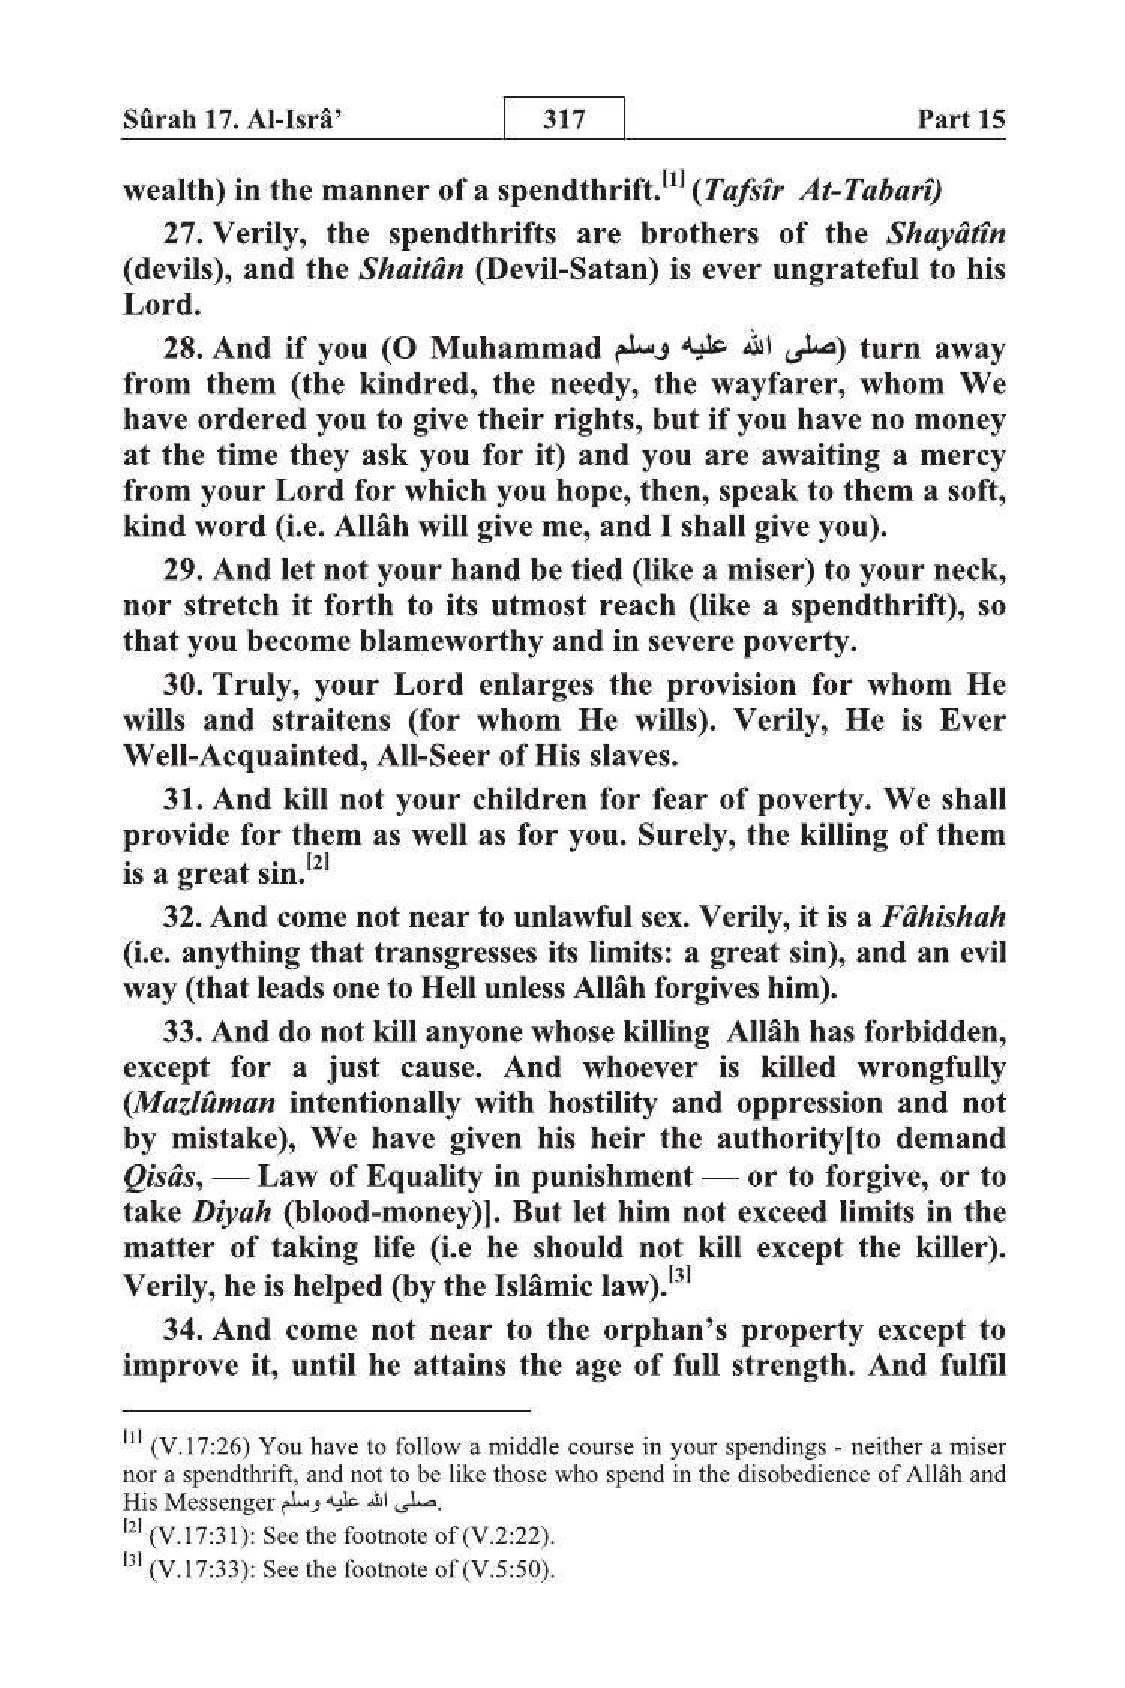 Sûrah 17. Al-Isrâ’ 317 Part 15
wealth) in the manner of a spendthrift.[1] (Tafsîr At-Tabarî)
27. Verily, the spendthrifts are brothers of the Shayâtîn
(devils), and the Shaitân (Devil-Satan) is ever ungrateful to his
Lord.
28. And if you (O Muhammad صلى الله عليه وسلم) turn away
from them (the kindred, the needy, the wayfarer, whom We
have ordered you to give their rights, but if you have no money
at the time they ask you for it) and you are awaiting a mercy
from your Lord for which you hope, then, speak to them a soft,
kind word (i.e. Allâh will give me, and I shall give you).
29. And let not your hand be tied (like a miser) to your neck,
nor stretch it forth to its utmost reach (like a spendthrift), so
that you become blameworthy and in severe poverty.
30. Truly, your Lord enlarges the provision for whom He
wills and straitens (for whom He wills). Verily, He is Ever
Well-Acquainted, All-Seer of His slaves.
31. And kill not your children for fear of poverty. We shall
provide for them as well as for you. Surely, the killing of them
is a great sin.[2]
32. And come not near to unlawful sex. Verily, it is a Fâhishah
(i.e. anything that transgresses its limits: a great sin), and an evil
way (that leads one to Hell unless Allâh forgives him).
33. And do not kill anyone whose killing Allâh has forbidden,
except for a just cause. And whoever is killed wrongfully
(Mazlûman intentionally with hostility and oppression and not
by mistake), We have given his heir the authority[to demand
Qisâs, — Law of Equality in punishment — or to forgive, or to
take Diyah (blood-money)]. But let him not exceed limits in the
matter of taking life (i.e he should not kill except the killer).
Verily, he is helped (by the Islâmic law).[3]
34. And come not near to the orphan’s property except to
improve it, until he attains the age of full strength. And fulfil
[1] (V.17:26) You have to follow a middle course in your spendings - neither a miser
nor a spendthrift, and not to be like those who spend in the disobedience of Allâh and
His Messenger صلى الله عليه وسلم.
[2] (V.17:31): See the footnote of (V.2:22).
[3] (V.17:33): See the footnote of (V.5:50).